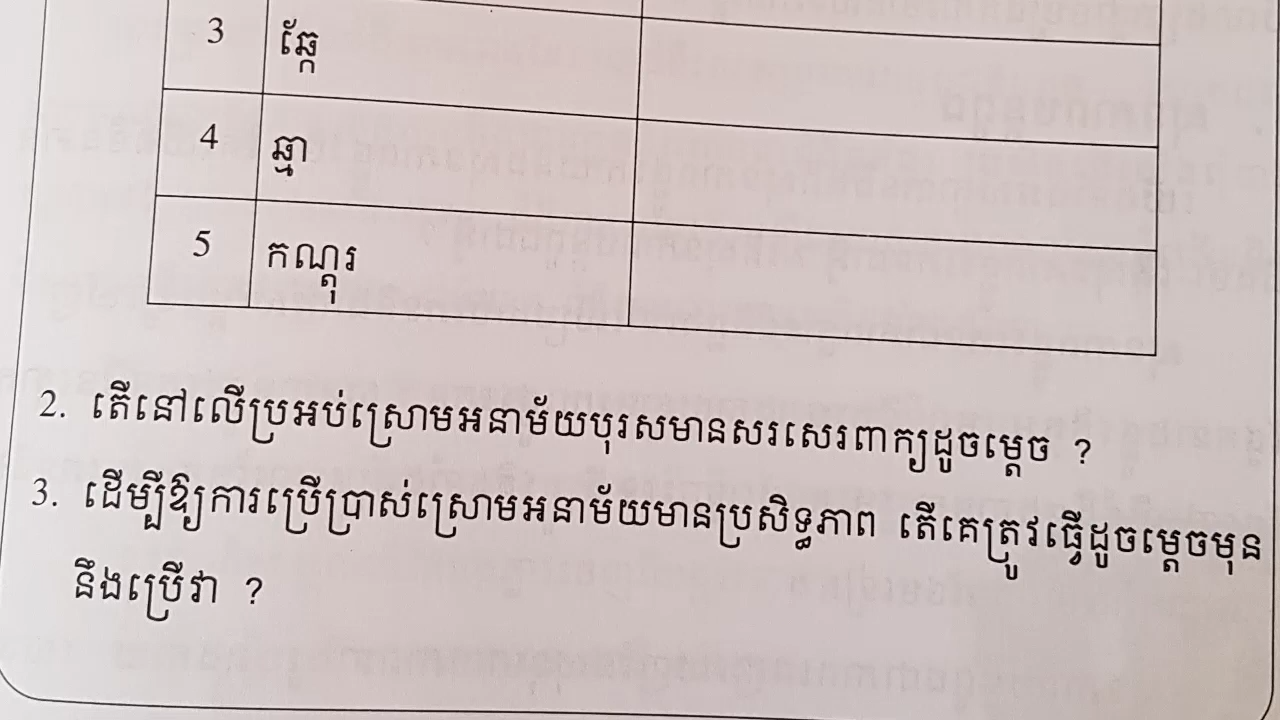 3 ឆ្កែ
4 ឆ្មា
5 កណ្ដុរ
2. តើនៅលើប្រអប់ស្រោមអនាម័យបុរសមានសរសេរពាក្យដូចម្ដេច ?
3. ដើម្បីឱ្យការប្រើប្រាស់ស្រោមអនាម័យមានប្រសិទ្ធភាព តើគេត្រូវធ្វើដូចម្ដេចមុន
នឹងប្រើវា ?